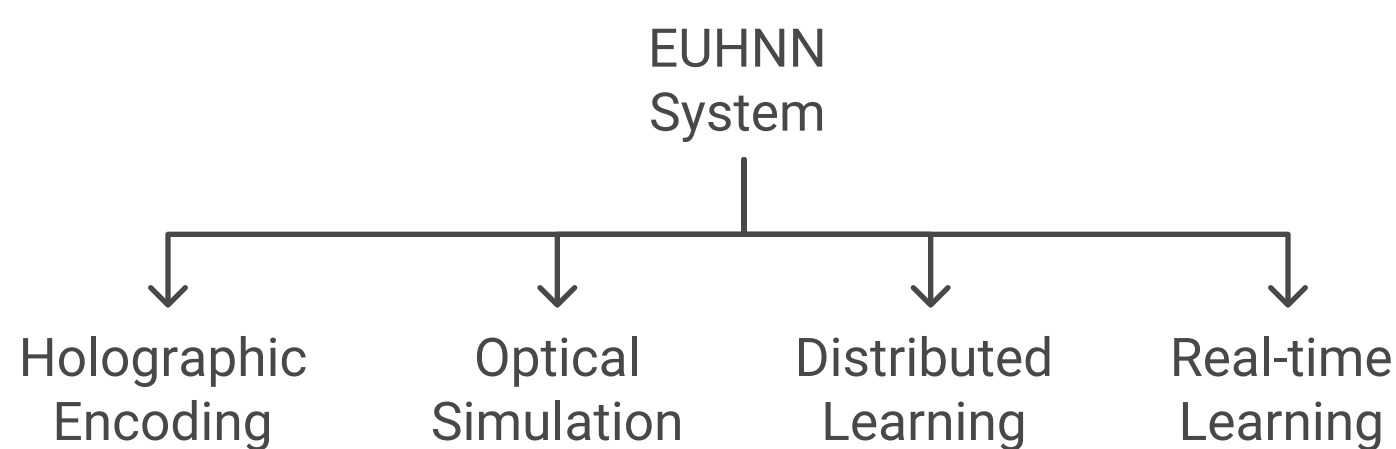 EUHNN
System
Holographic
Encoding
Optical
Simulation
Distributed
Learning
Real-time
Learning